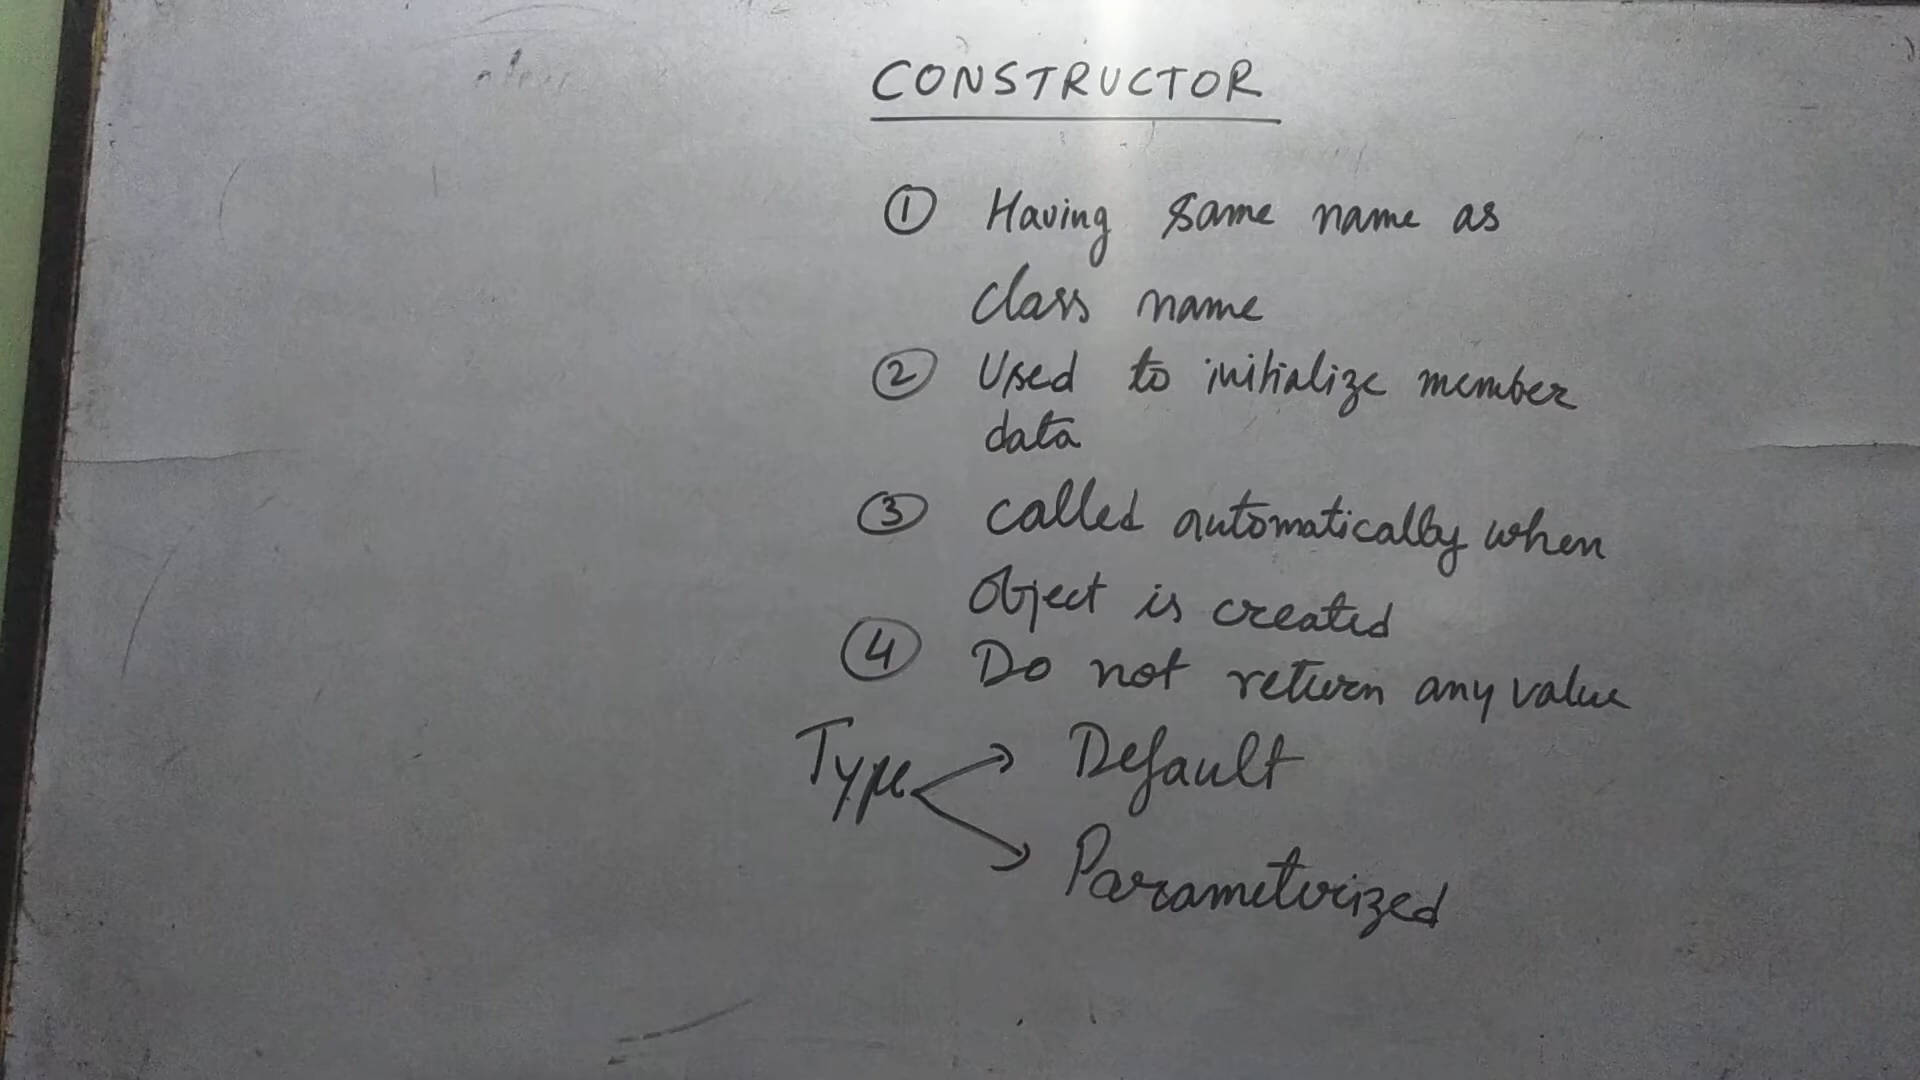 CONSTRUCTOR
① Having same name as
class name
② Used to initialize member
data
③ called automatically when
object is created
④ Do not return any value
Type → Default
→ Parameterized